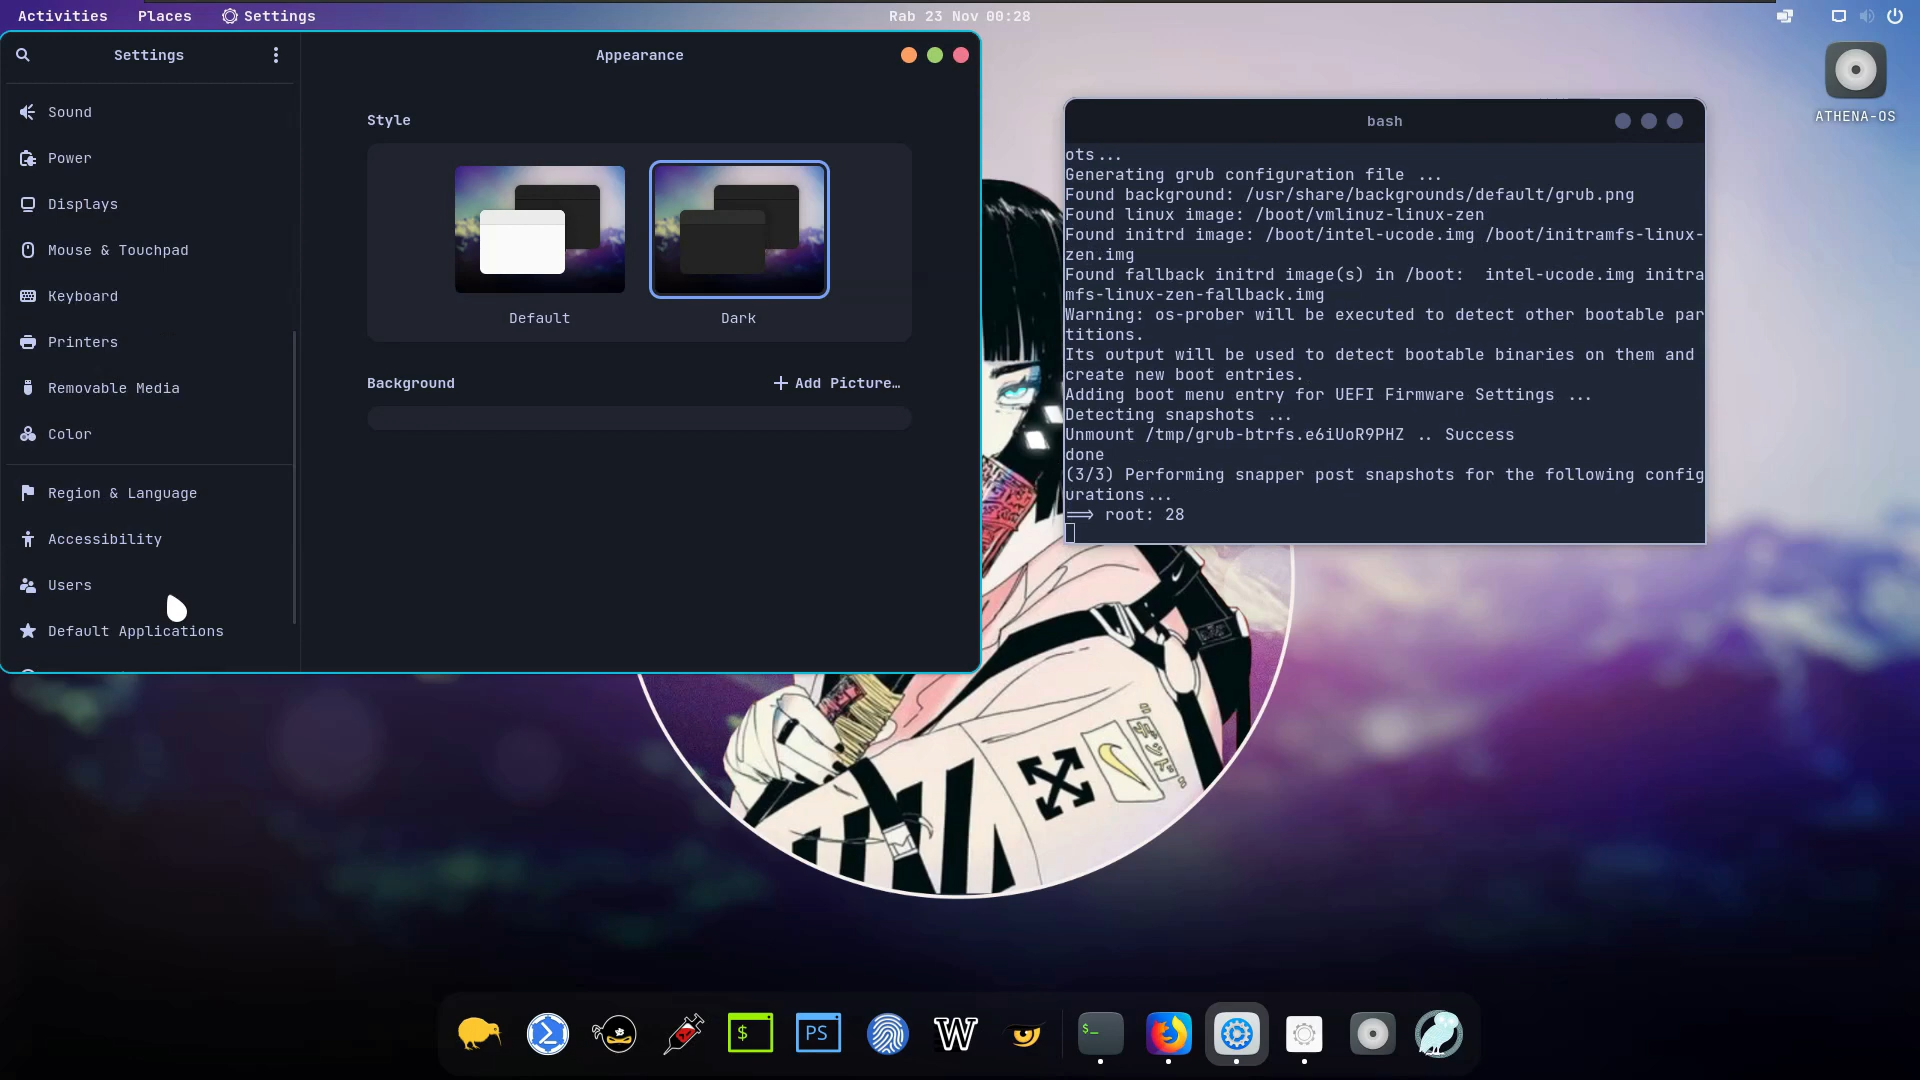 Activities Places Settings
Rab 23 Nov 00:28
Settings
Appearance
Sound
Power
Displays
Mouse & Touchpad
Keyboard
Printers
Removable Media
Color
Region & Language
Accessibility
Users
Default Applications
Style
Default
Dark
Background
Add Picture…
bash
ots...
Generating grub configuration file ...
Found background: /usr/share/backgrounds/default/grub.png
Found linux image: /boot/vmlinuz-linux-zen
Found initrd image: /boot/intel-ucode.img /boot/initramfs-linux-
zen.img
Found fallback initrd image(s) in /boot:  intel-ucode.img initra
mfs-linux-zen-fallback.img
Warning: os-prober will be executed to detect other bootable par
titions.
Its output will be used to detect bootable binaries on them and
create new boot entries.
Adding boot menu entry for UEFI Firmware Settings ...
Detecting snapshots ...
Unmount /tmp/grub-btrfs.e6iUoR9PHZ .. Success
done
(3/3) Performing snapper post snapshots for the following config
urations...
==> root: 28
ATHENA-OS
$
PS
W
$_